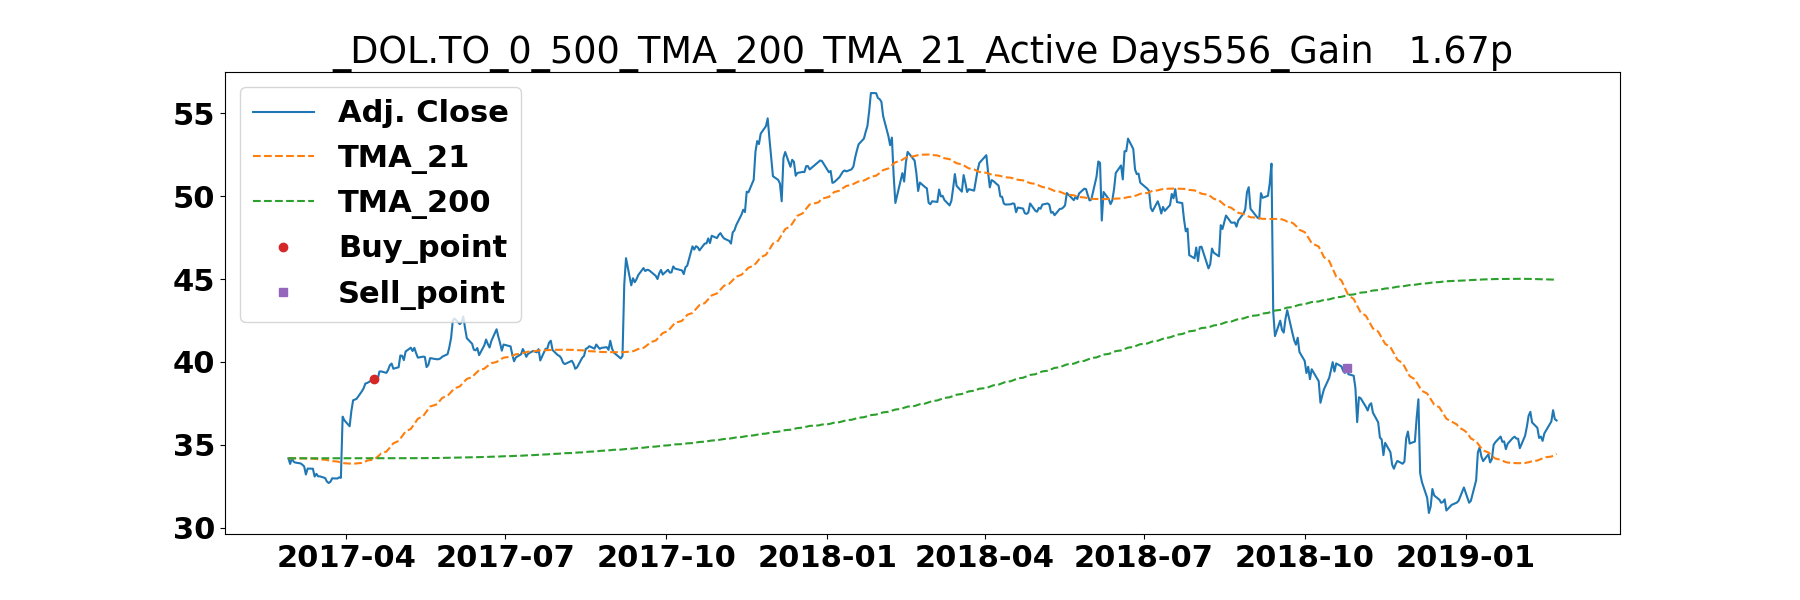 _DOL.TO_0_500_TMA_200_TMA_21_Active Days556_Gain   1.67p
55
50
45
40
35
30
Adj. Close
TMA_21
TMA_200
Buy_point
Sell_point
2017-04 2017-07 2017-10 2018-01 2018-04 2018-07 2018-10 2019-01